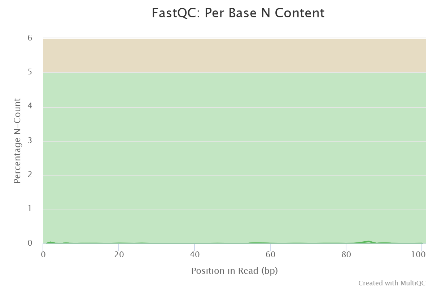 FastQC: Per Base N Content
6
5
4
3
2
1
0
Percentage N-Count
0 20 40 60 80 100
Position in Read (bp)
Created with MultiQC